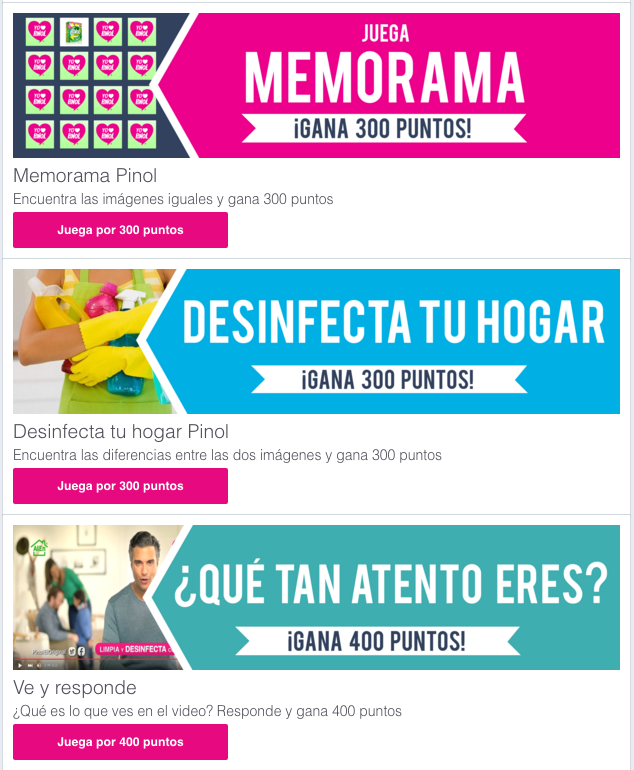 JUEGA
MEMORAMA
¡GANA 300 PUNTOS!
Memorama Pinol
Encuentra las imágenes iguales y gana 300 puntos
Juega por 300 puntos
DESINFECTA TU HOGAR
¡GANA 300 PUNTOS!
Desinfecta tu hogar Pinol
Encuentra las diferencias entre las dos imágenes y gana 300 puntos
Juega por 300 puntos
¿QUÉ TAN ATENTO ERES?
¡GANA 400 PUNTOS!
LIMPIA Y DESINFECTA
Ve y responde
¿Qué es lo que ves en el video? Responde y gana 400 puntos
Juega por 400 puntos